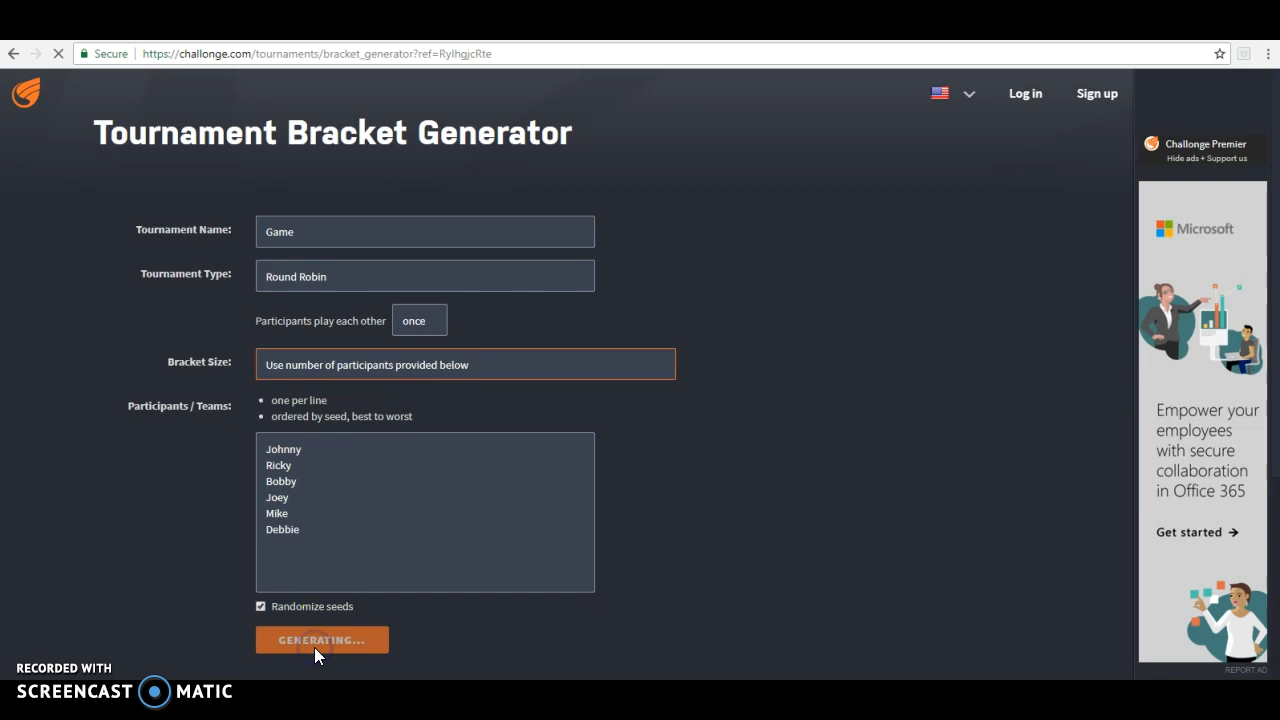 Secure
https://challonge.com/tournaments/bracket_generator?ref=RylhgjcRte
Log in
Sign up
Tournament Bracket Generator
Challonge Premier
Hide ads + Support us
Tournament Name:
Game
Microsoft
Tournament Type:
Round Robin
Participants play each other once
Bracket Size:
Use number of participants provided below
Participants / Teams:
one per line
ordered by seed, best to worst
Johnny
Ricky
Bobby
Joey
Mike
Debbie
Empower your
employees
with secure
collaboration
in Office 365
Get started →
Randomize seeds
GENERATING...
REPORT AD
RECORDED WITH
SCREENCAST MATIC